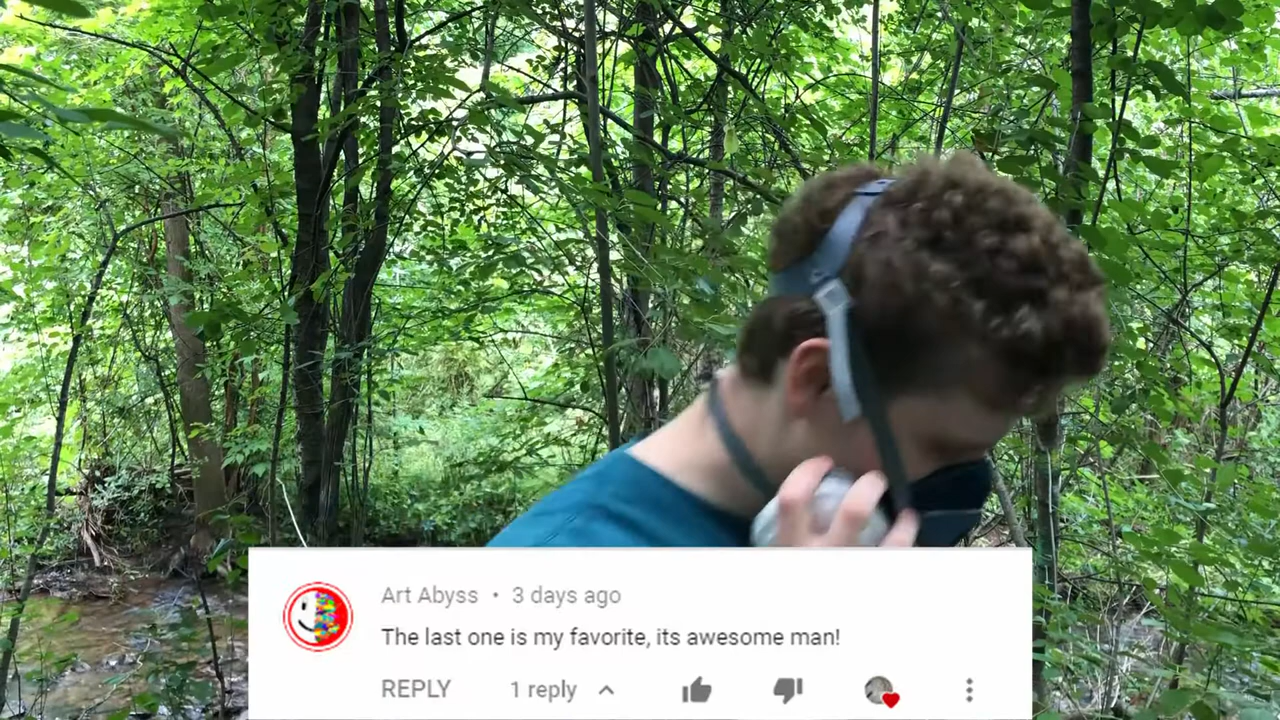 Art Abyss • 3 days ago
The last one is my favorite, its awesome man!
REPLY 1 reply